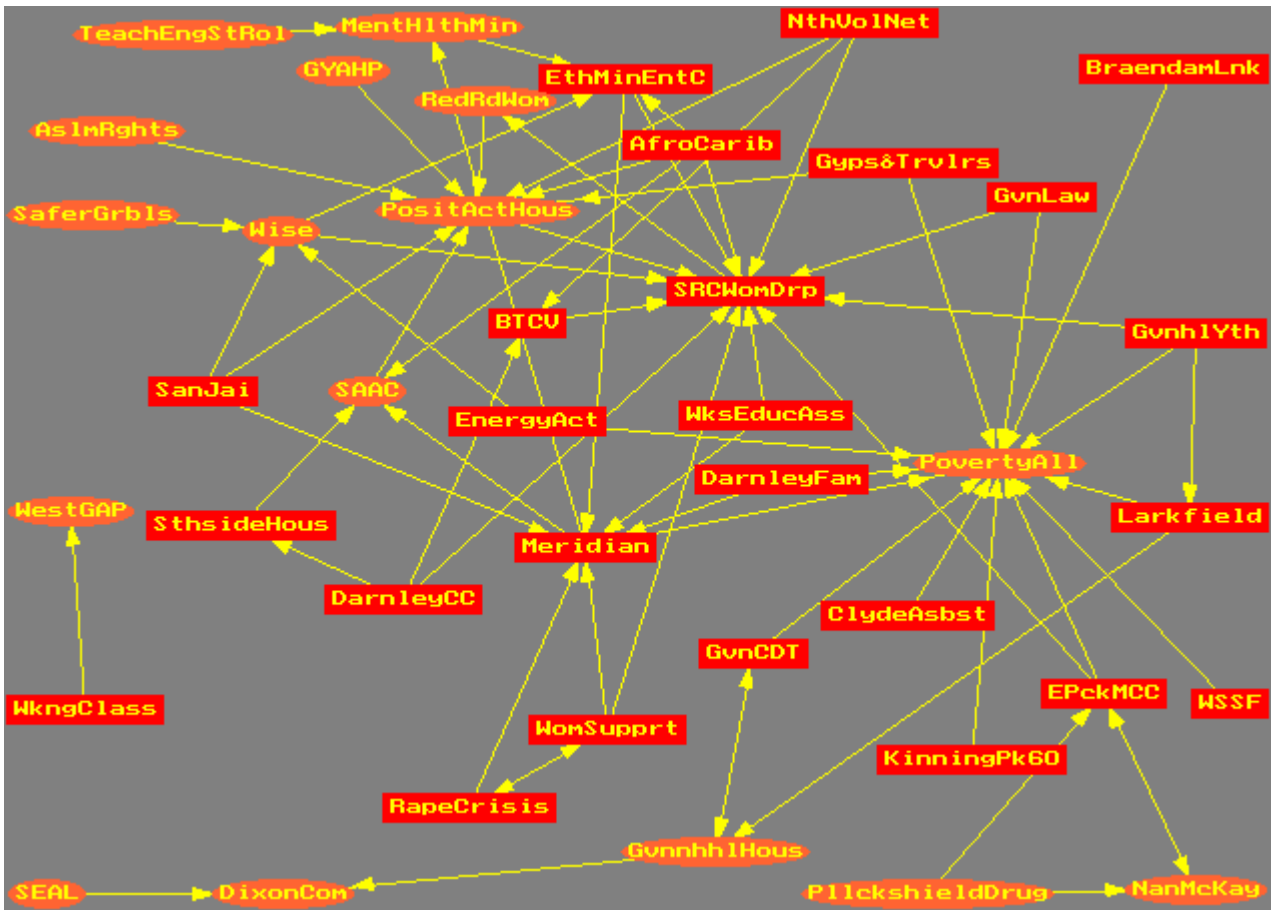 NthVolNet
TeachEngStRol
MentHlthMin
GYAHP
EthMinEntC
BraendamLnk
RedRdWom
AslmRghts
AfroCarib
Gyps&Trvlrs
GvnLaw
SaferGrbls
Wise
PositActHous
SRCWomDrp
BTCV
GvnhlYth
SanJai
SAAC
EnergyAct
WksEducAss
PovertyAll
DarnleyFam
WestGAP
SthsideHous
Larkfield
Meridian
DarnleyCC
ClydeAsbst
GvnCDT
EPckMCC
WSSF
WkngClass
WomSupprt
KinningPk60
RapeCrisis
GvnnhhlHous
SEAL
DixonCom
PllckshieldDrug
NanMcKay